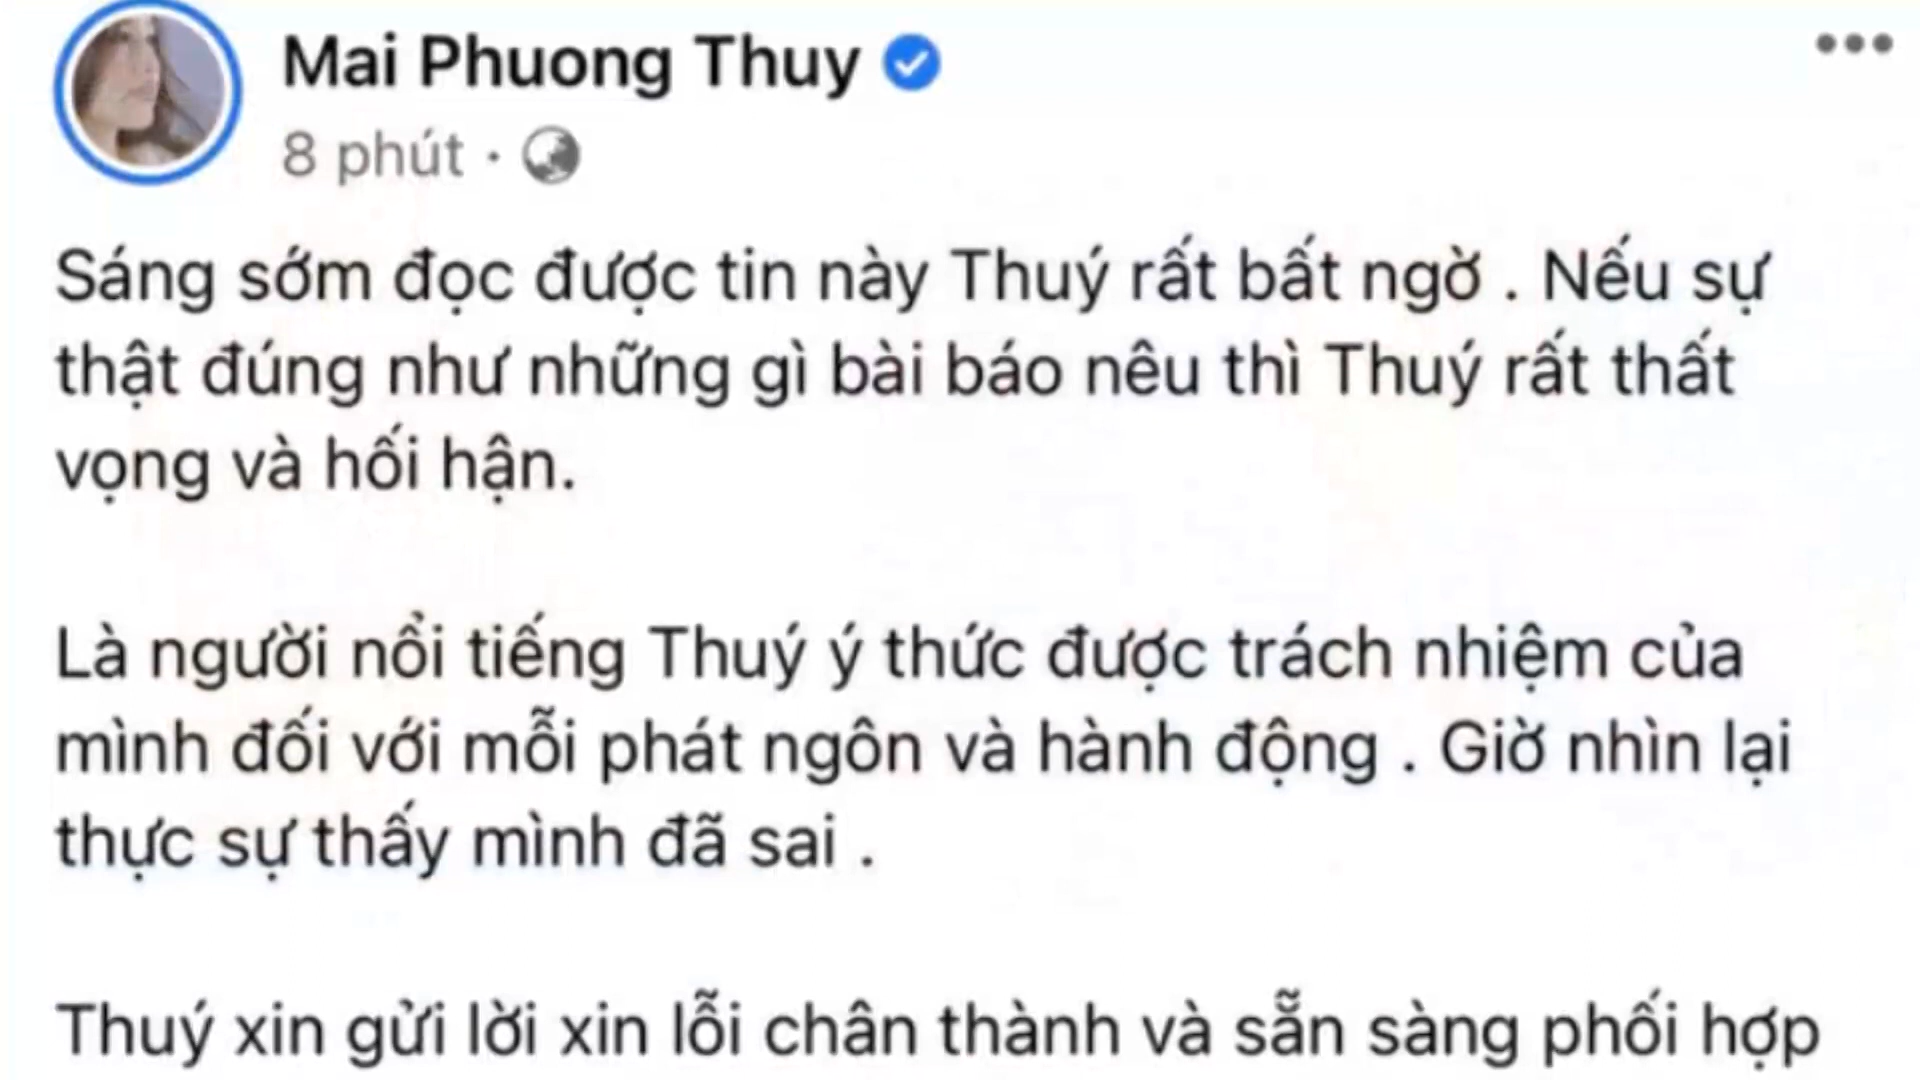 Mai Phuong Thuy
8 phút ·
Sáng sớm đọc được tin này Thuý rất bất ngờ . Nếu sự
thật đúng như những gì bài báo nêu thì Thuý rất thất
vọng và hối hận.
Là người nổi tiếng Thuý ý thức được trách nhiệm của
mình đối với mỗi phát ngôn và hành động . Giờ nhìn lại
thực sự thấy mình đã sai .
Thuý xin gửi lời xin lỗi chân thành và sẵn sàng phối hợp